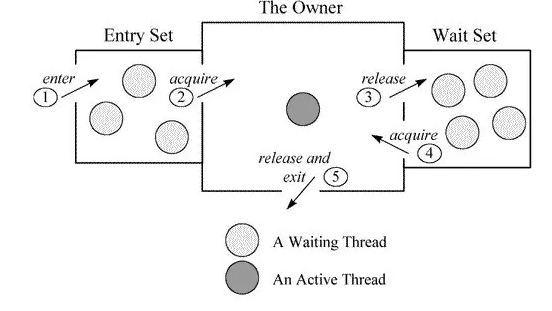 The Owner
Entry Set
Wait Set
enter
1
acquire
2
release
3
acquire
4
release and
exit
5
A Waiting Thread
An Active Thread